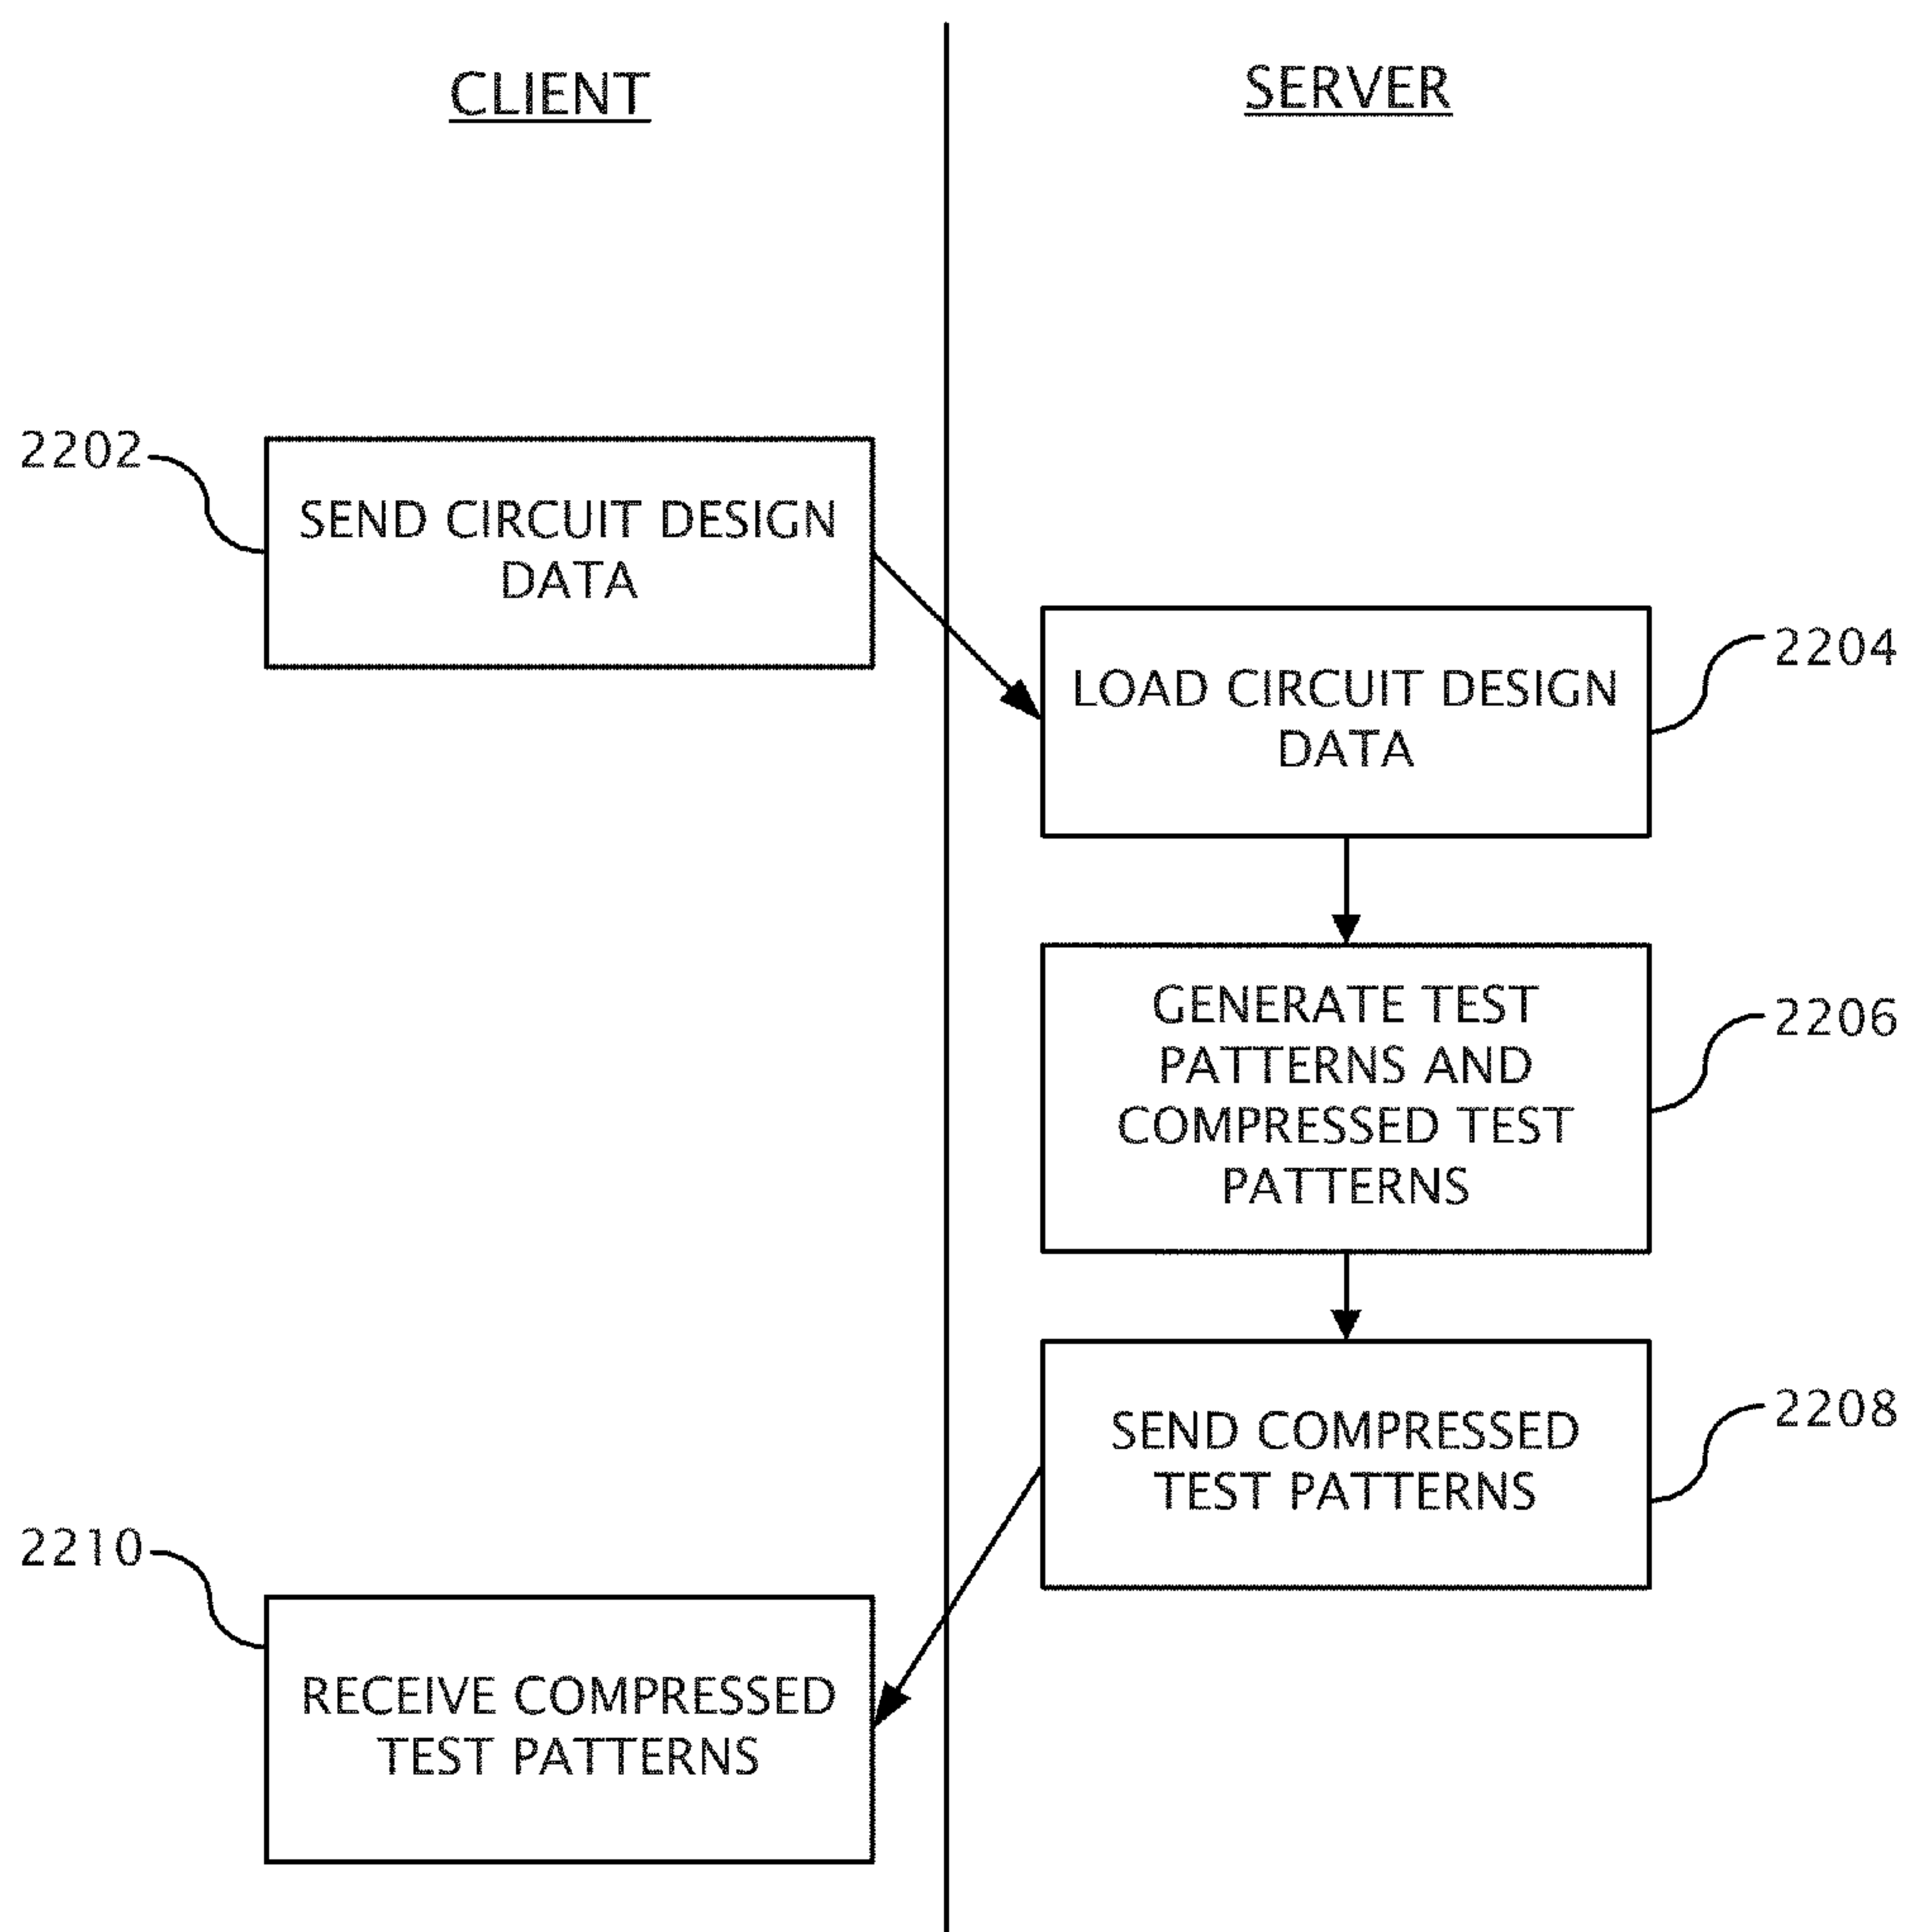 CLIENT
SERVER
2202
SEND CIRCUIT DESIGN
DATA
2204
LOAD CIRCUIT DESIGN
DATA
2206
GENERATE TEST
PATTERNS AND
COMPRESSED TEST
PATTERNS
2208
SEND COMPRESSED
TEST PATTERNS
2210
RECEIVE COMPRESSED
TEST PATTERNS